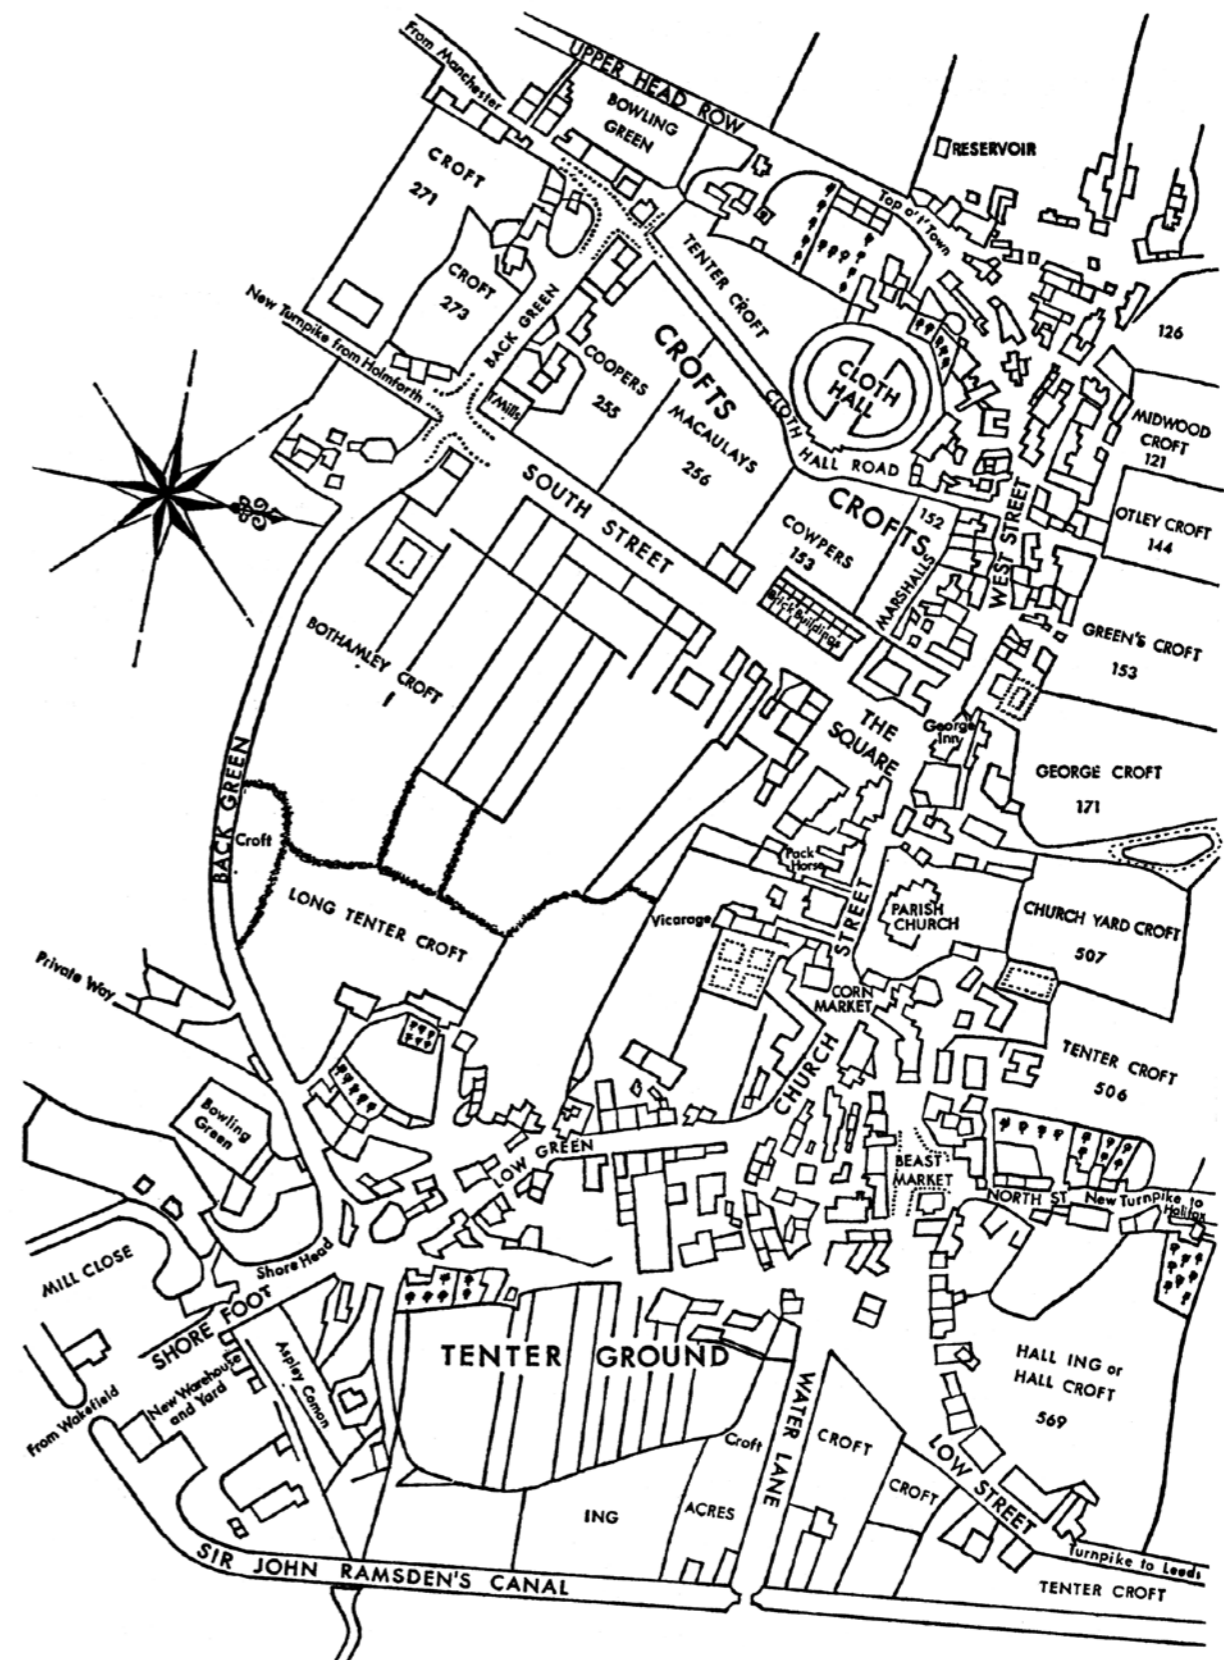 From Manchester
UPPER HEAD ROW
BOWLING
GREEN
RESERVOIR
CROFT
271
Top o' t' Town
TENTER CROFT
CROFT
273
New Turnpike from Holmforth
BACK GREEN
COOPERS
255
CROFTS
MACAULAYS
256
CLOTH
HALL
CLOTH HALL ROAD
126
MIDWOOD
CROFT
121
T.Mills
SOUTH STREET
CROFTS
COWPERS
153
152
MARSHALLS
WEST STREET
OTLEY CROFT
144
Brick Buildings
GREEN'S CROFT
153
BOTHAMLEY CROFT
THE
SQUARE
George
Inn
GEORGE CROFT
171
BACK GREEN
Croft
Pack
Horse
LONG TENTER CROFT
Vicarage
STREET
PARISH
CHURCH
CHURCH YARD CROFT
507
Private Way
CORN
MARKET
CHURCH
TENTER CROFT
506
Bowling
Green
LOW GREEN
BEAST
MARKET
NORTH ST.
New Turnpike to
Halifax
MILL CLOSE
Shore Head
SHORE FOOT
Aspley Coman
TENTER GROUND
HALL ING or
HALL CROFT
569
From Wakefield
New Warehouse
and Yard
WATER LANE
Croft
CROFT
CROFT
LOW STREET
ING
ACRES
SIR JOHN RAMSDEN'S CANAL
Turnpike to Leeds
TENTER CROFT